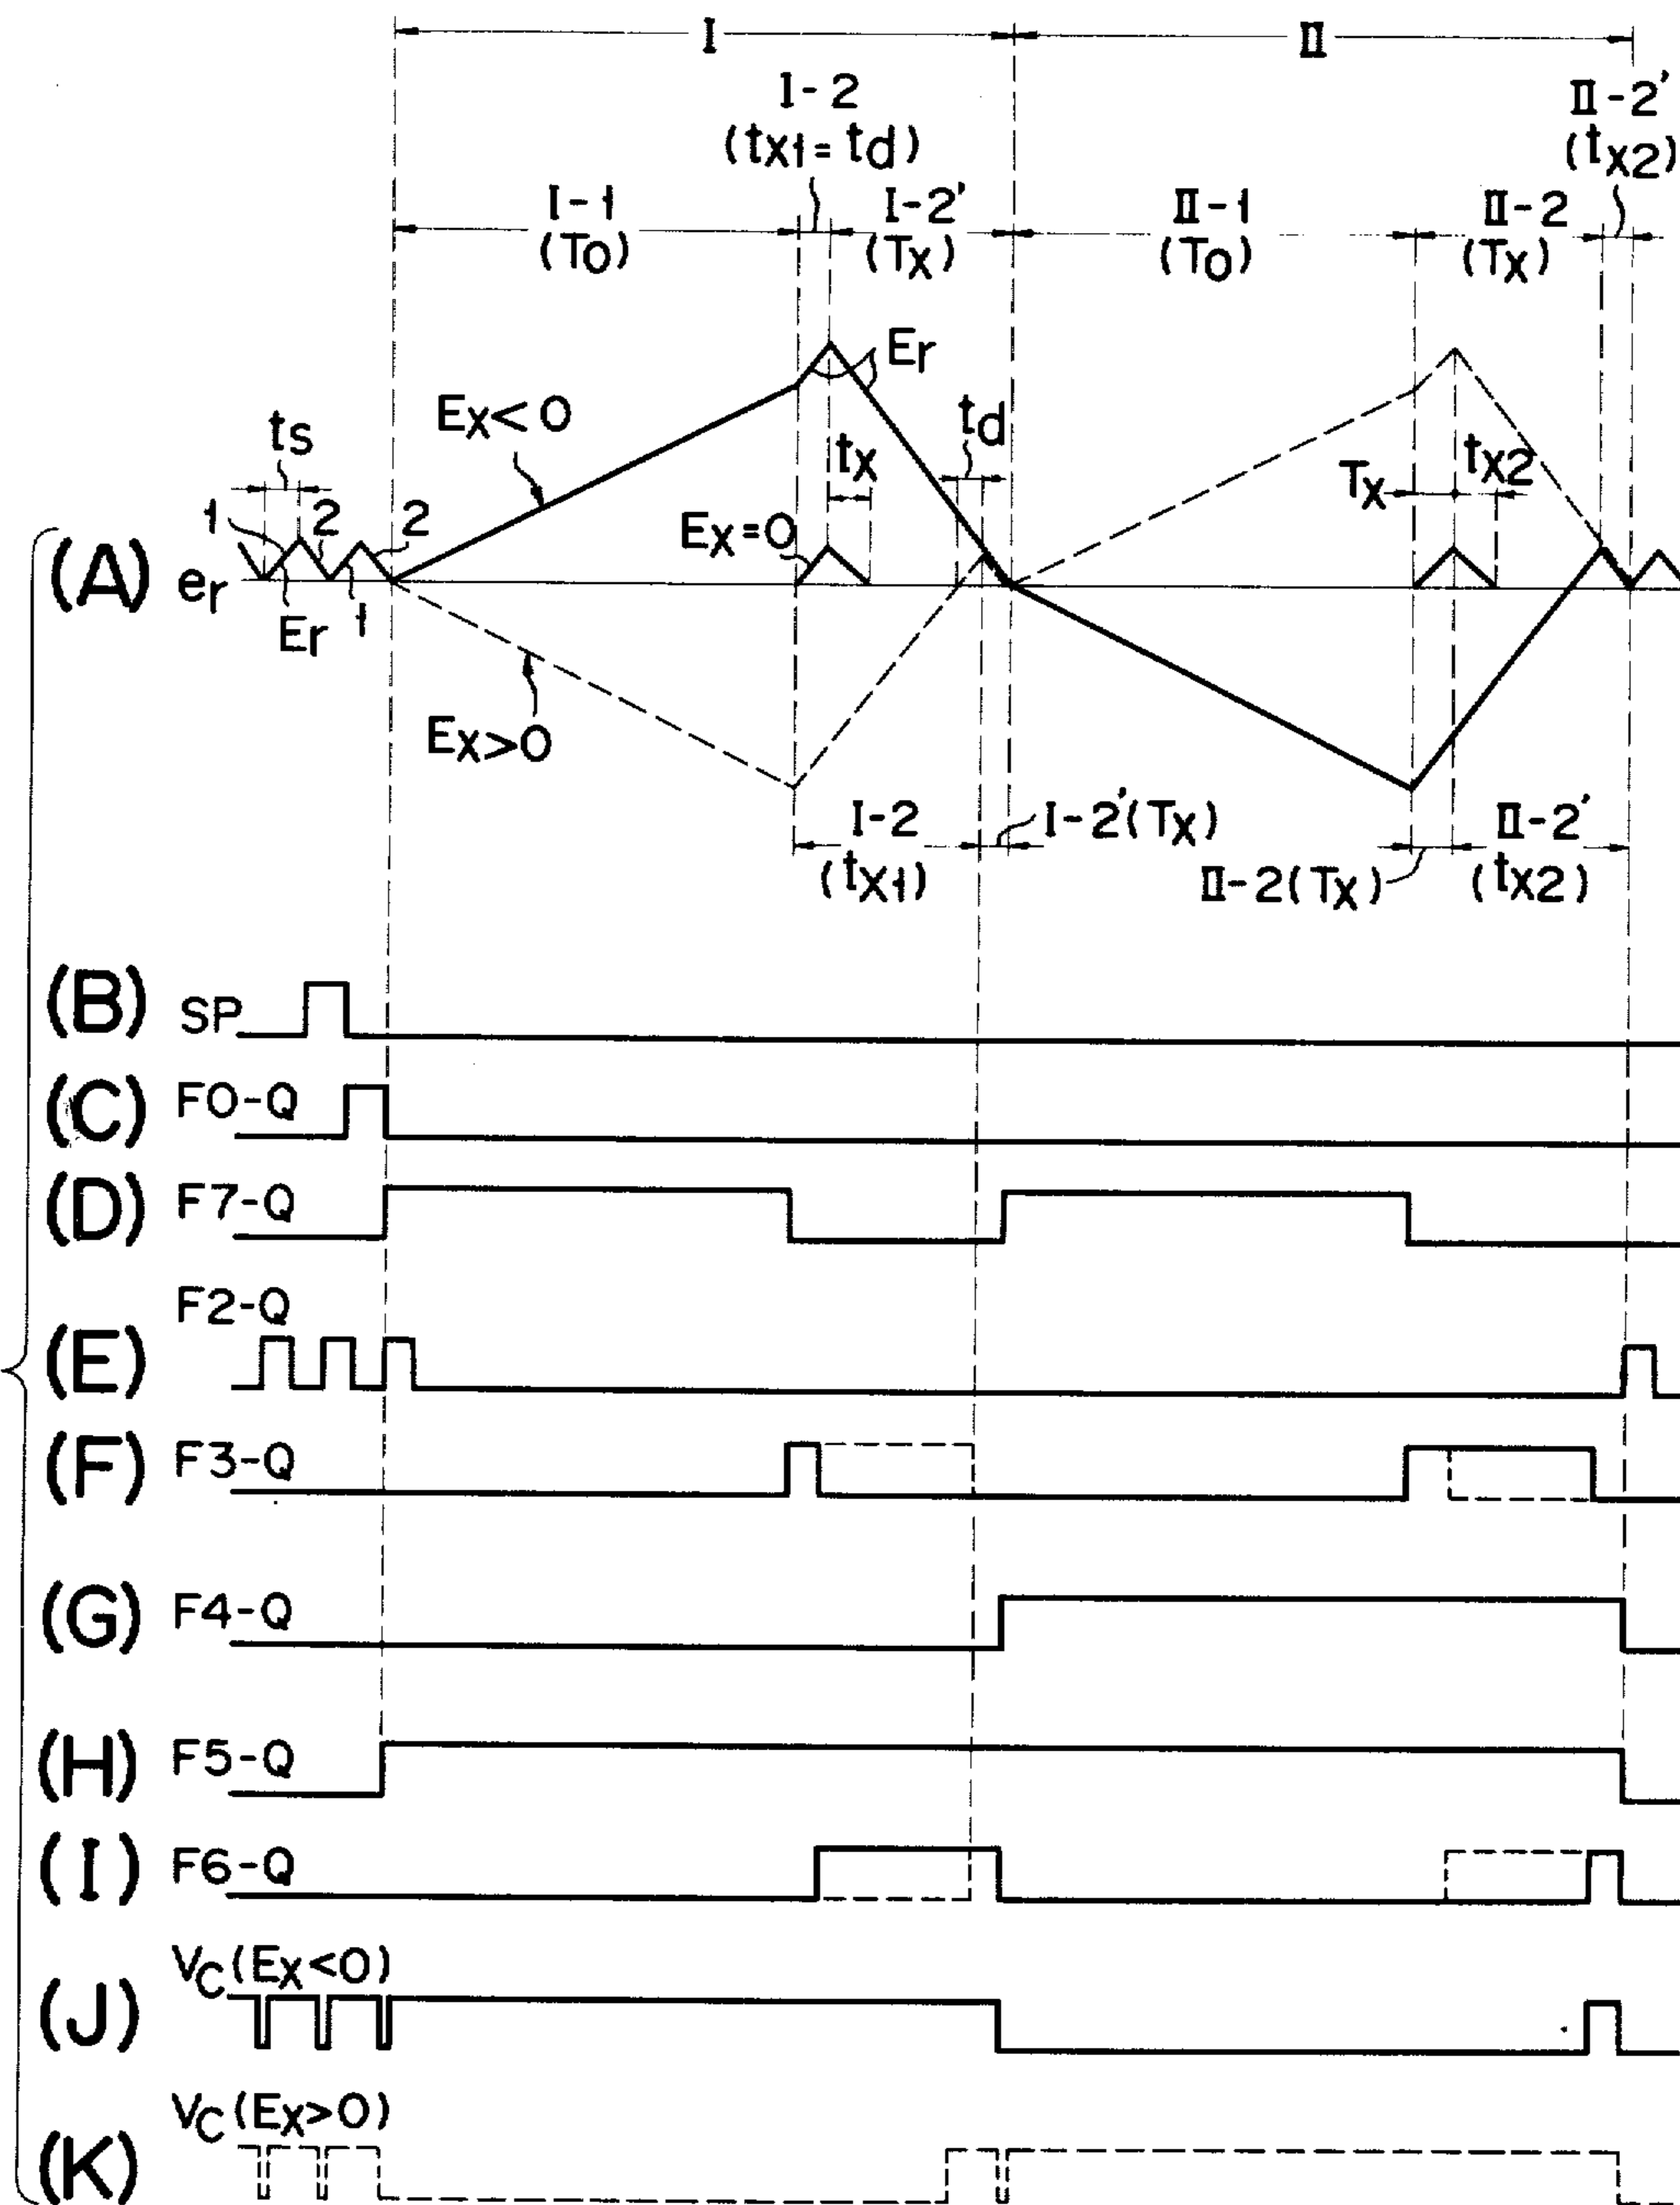 I
II
I-2
(tx1=td)
II-2'
(tx2)
I-1
(To)
I-2'
(Tx)
II-1
(To)
II-2
(Tx)
Er
Ex<0
td
ts
tx
Tx
tx2
1
2
2
Ex=0
(A)
er
Er
1
Ex>0
I-2
(tx1)
I-2'(Tx)
II-2(Tx)
II-2'
(tx2)
(B)
SP
(C)
F0-Q
(D)
F7-Q
(E)
F2-Q
(F)
F3-Q
(G)
F4-Q
(H)
F5-Q
(I)
F6-Q
(J)
Vc(Ex<0)
(K)
Vc(Ex>0)